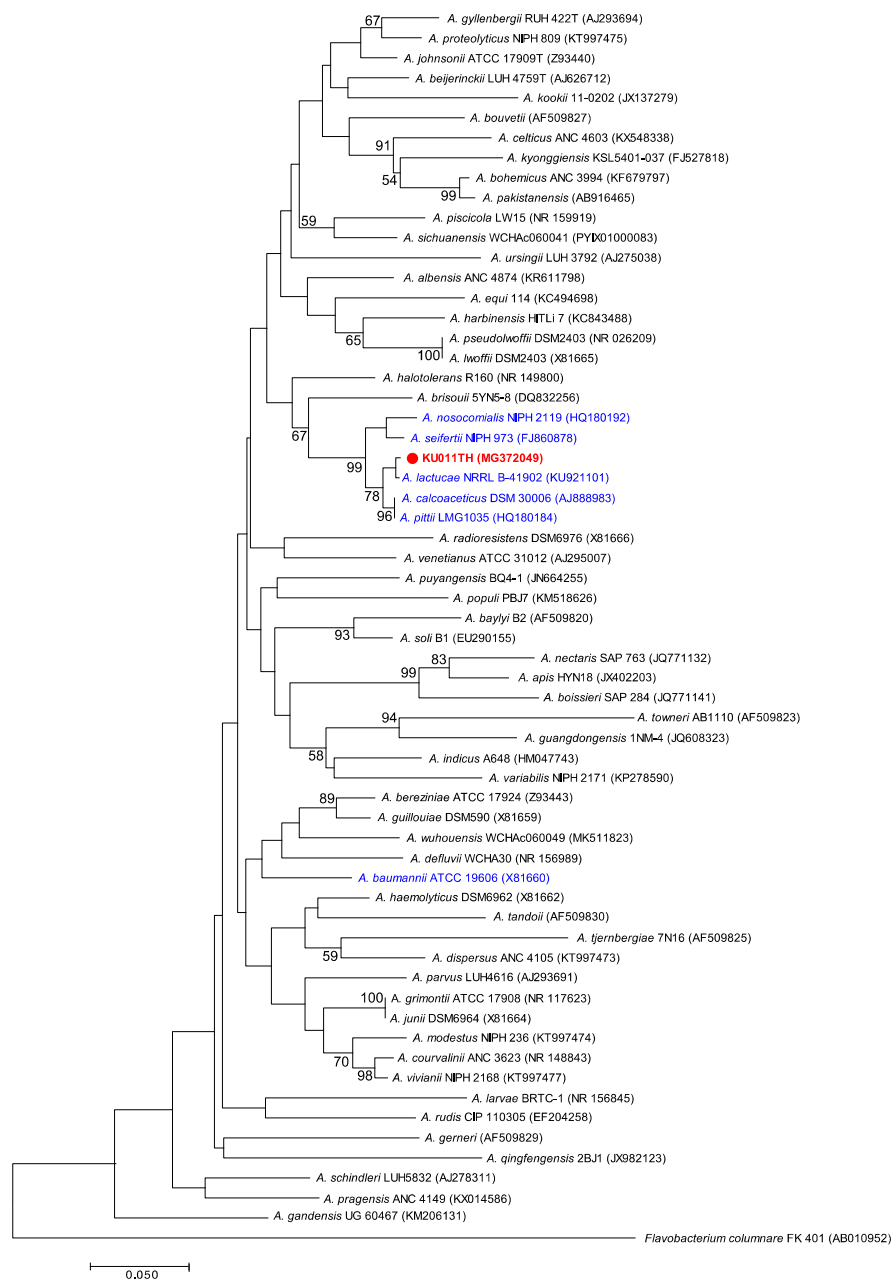 67
A. gyllenbergii RUH 422T (AJ293694)
A. proteolyticus NIPH 809 (KT997475)
A. johnsonii ATCC 17909T (Z93440)
A. beijerinckii LUH 4759T (AJ626712)
A. kookii 11-0202 (JX137279)
A. bouvetii (AF509827)
91
A. celticus ANC 4603 (KX548338)
A. kyonggiensis KSL5401-037 (FJ527818)
54
A. bohemicus ANC 3994 (KF679797)
99
A. pakistanensis (AB916465)
59
A. piscicola LW15 (NR 159919)
A. sichuanensis WCHAc060041 (PYIX01000083)
A. ursingii LUH 3792 (AJ275038)
A. albensis ANC 4874 (KR611798)
A. equi 114 (KC494698)
A. harbinensis HITLi 7 (KC843488)
65
A. pseudolwoffii DSM2403 (NR 026209)
100
A. lwoffii DSM2403 (X81665)
A. halotolerans R160 (NR 149800)
A. brisouii 5YN5-8 (DQ832256)
67
A. nosocomialis NIPH 2119 (HQ180192)
A. seifertii NIPH 973 (FJ860878)
99
KU011TH (MG372049)
A. lactucae NRRL B-41902 (KU921101)
78
A. calcoaceticus DSM 30006 (AJ888983)
96
A. pittii LMG1035 (HQ180184)
A. radioresistens DSM6976 (X81666)
A. venetianus ATCC 31012 (AJ295007)
A. puyangensis BQ4-1 (JN664255)
A. populi PBJ7 (KM518626)
A. baylyi B2 (AF509820)
93
A. soli B1 (EU290155)
83
A. nectaris SAP 763 (JQ771132)
99
A. apis HYN18 (JX402203)
A. boissieri SAP 284 (JQ771141)
94
A. towneri AB1110 (AF509823)
A. guangdongensis 1NM-4 (JQ608323)
58
A. indicus A648 (HM047743)
A. variabilis NIPH 2171 (KP278590)
89
A. bereziniae ATCC 17924 (Z93443)
A. guillouiae DSM590 (X81659)
A. wuhouensis WCHAc060049 (MK511823)
A. defluvii WCHA30 (NR 156989)
A. baumannii ATCC 19606 (X81660)
A. haemolyticus DSM6962 (X81662)
A. tandoii (AF509830)
A. tjernbergiae 7N16 (AF509825)
59
A. dispersus ANC 4105 (KT997473)
A. parvus LUH4616 (AJ293691)
100
A. grimontii ATCC 17908 (NR 117623)
A. junii DSM6964 (X81664)
A. modestus NIPH 236 (KT997474)
70
A. courvalinii ANC 3623 (NR 148843)
98
A. vivianii NIPH 2168 (KT997477)
A. larvae BRTC-1 (NR 156845)
A. rudis CIP 110305 (EF204258)
A. gerneri (AF509829)
A. qingfengensis 2BJ1 (JX982123)
A. schindleri LUH5832 (AJ278311)
A. pragensis ANC 4149 (KX014586)
A. gandensis UG 60467 (KM206131)
Flavobacterium columnare FK 401 (AB010952)
0.050